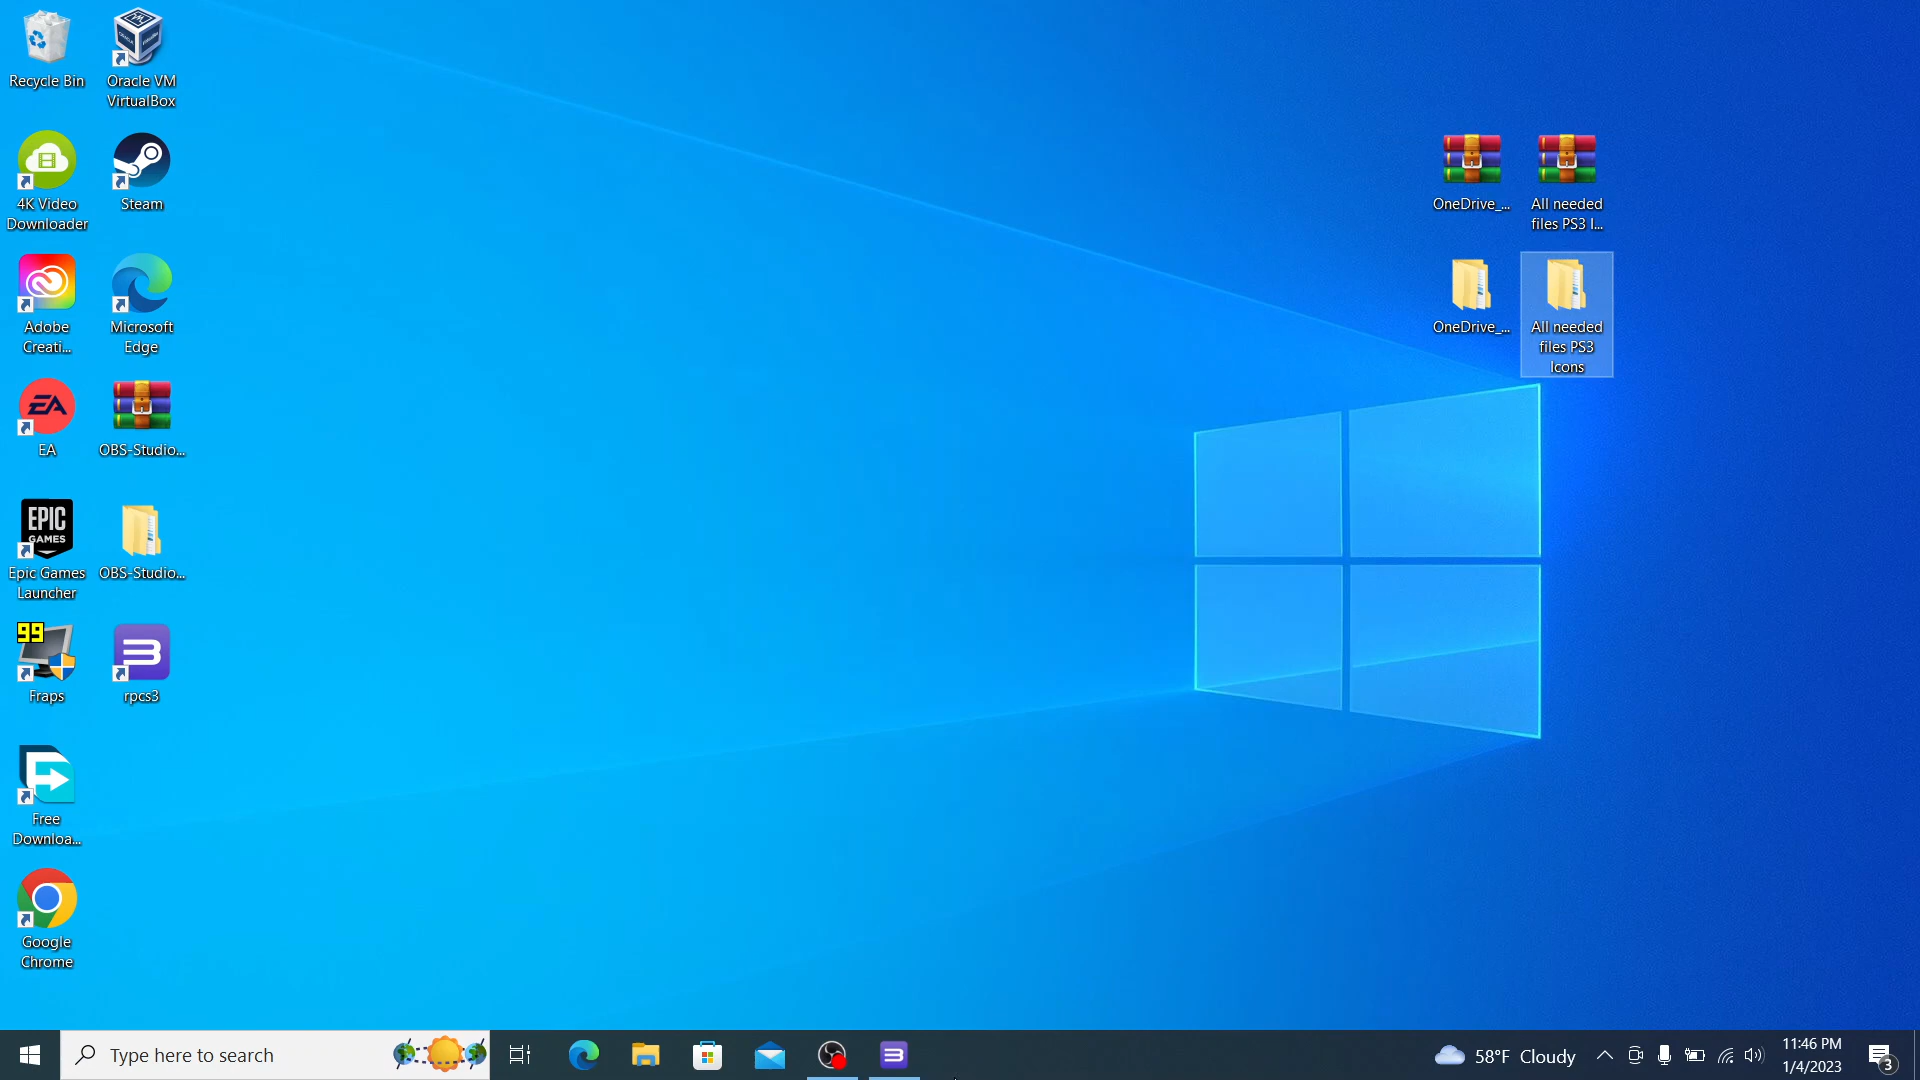 Recycle Bin
Oracle VM
VirtualBox
4K Video
Downloader
Steam
Adobe
Creati...
Microsoft
Edge
EA
EA
OBS-Studio...
EPIC
GAMES
Epic Games
Launcher
OBS-Studio...
99
Fraps
rpcs3
Free
Downloa...
Google
Chrome
OneDrive_...
All needed
files PS3 I...
OneDrive_...
All needed
files PS3
Icons
Type here to search
58°F Cloudy
11:46 PM
1/4/2023
3